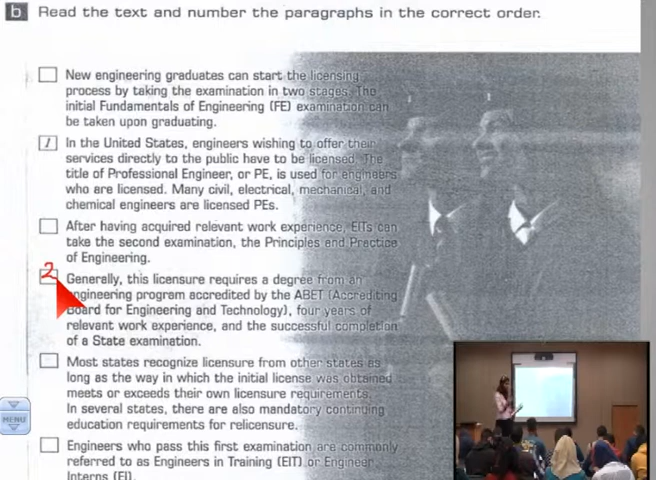 b Read the text and number the paragraphs in the correct order.
New engineering graduates can start the licensing
process by taking the examination in two stages. The
initial Fundamentals of Engineering (FE) examination can
be taken upon graduating.
1 In the United States, engineers wishing to offer their
services directly to the public have to be licensed. The
title of Professional Engineer, or PE, is used for engineers
who are licensed. Many civil, electrical, mechanical, and
chemical engineers are licensed PEs.
After having acquired relevant work experience, EITs can
take the second examination, the Principles and Practice
of Engineering.
2 Generally, this licensure requires a degree from an
engineering program accredited by the ABET (Accrediting
Board for Engineering and Technology), four years of
relevant work experience, and the successful completion
of a State examination.
Most states recognize licensure from other states as
long as the way in which the initial license was obtained
meets or exceeds their own licensure requirements.
In several states, there are also mandatory continuing
education requirements for relicensure.
MENU
Engineers who pass this first examination are commonly
referred to as Engineers in Training (EIT) or Engineer
Interns (EI).